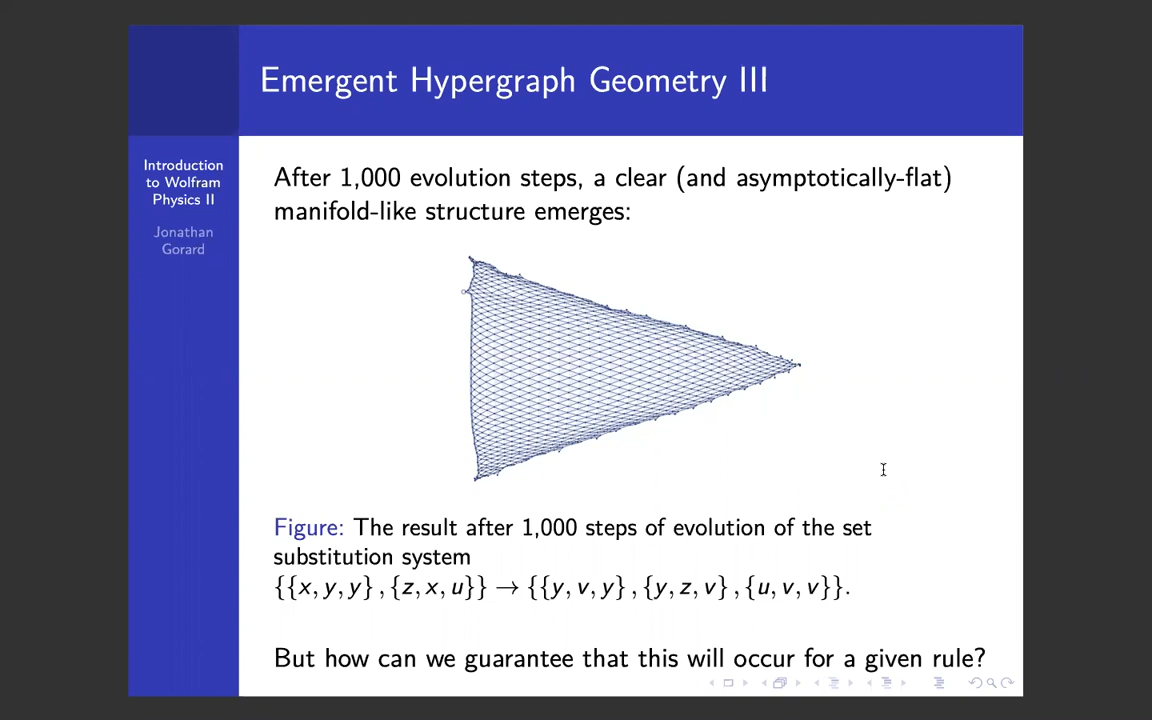 Emergent Hypergraph Geometry III
Introduction
to Wolfram
Physics II
Jonathan
Gorard
After 1,000 evolution steps, a clear (and asymptotically-flat)
manifold-like structure emerges:
Figure: The result after 1,000 steps of evolution of the set
substitution system
{{x, y, y} , {z, x, u}} → {{y, v, y} , {y, z, v} , {u, v, v}}.
But how can we guarantee that this will occur for a given rule?